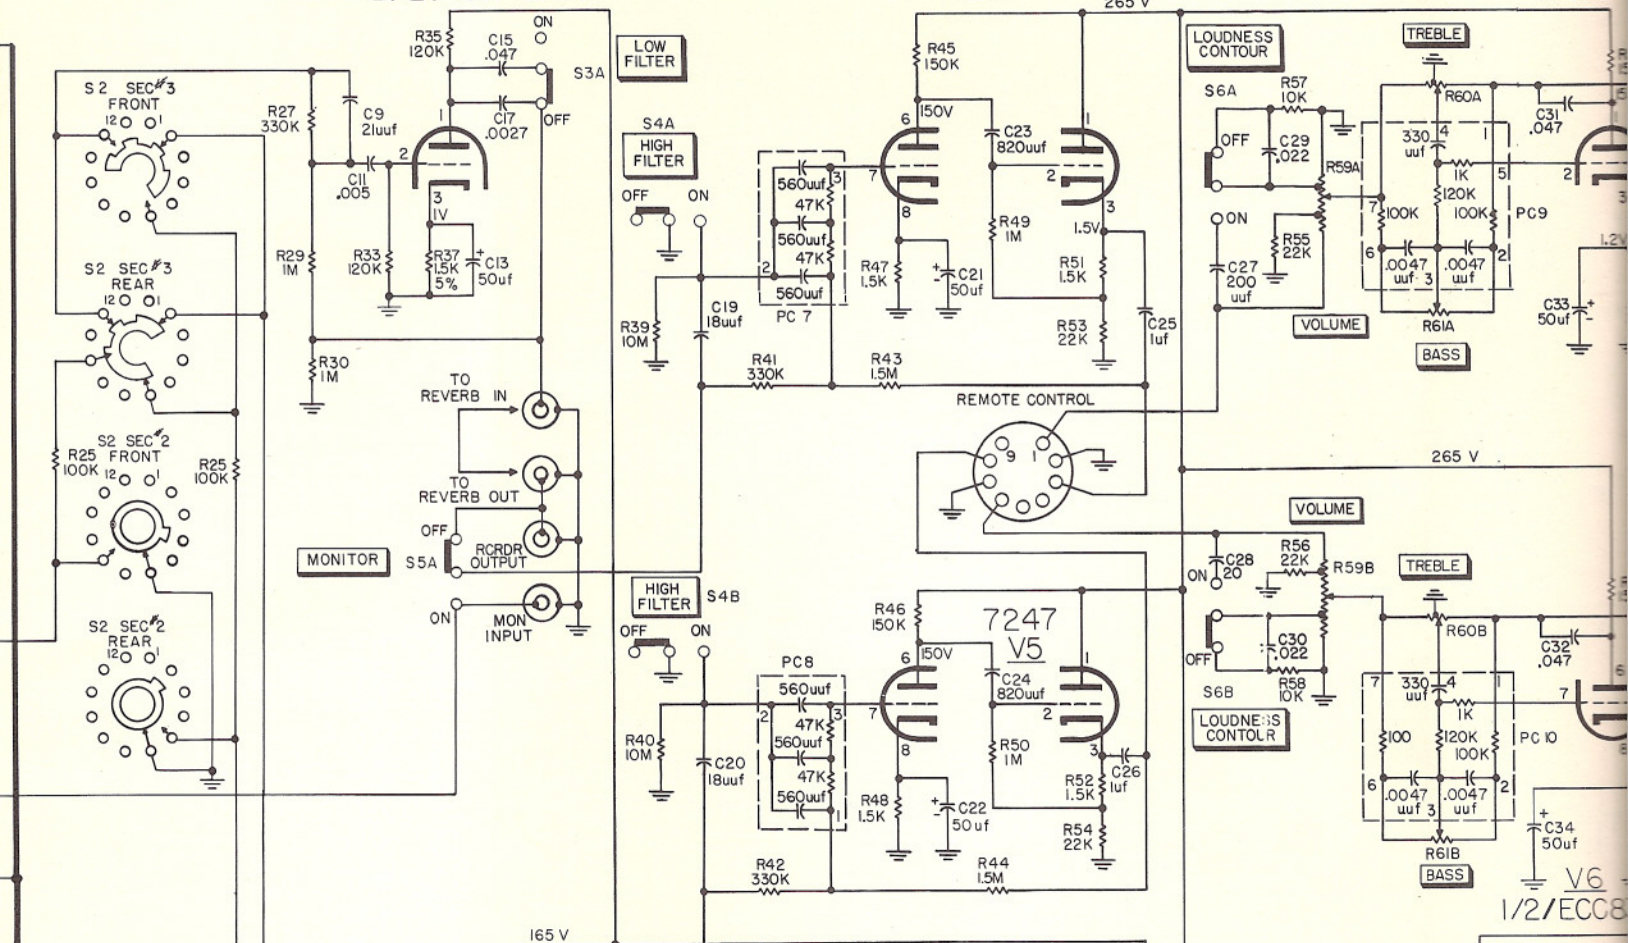 265 V
ON
R35
120K
C15
.047
S3A
LOW
FILTER
C17
.0027
OFF
S 2 SEC#3
FRONT
12 1
R27
330K
C9
21uuf
1
2
C11
.005
3
1V
R29
1M
R33
120K
R37
1.5K
5%
+
C13
50uf
S2 SEC#3
REAR
12 1
R30
1M
R25
100K
R25
100K
S2 SEC#2
FRONT
12 1
S2 SEC#2
REAR
12 1
TO
REVERB IN
TO
REVERB OUT
OFF
S5A
RCRDR
OUTPUT
MONITOR
ON
MON
INPUT
S4A
HIGH
FILTER
OFF ON
R39
10M
C19
18uuf
560uuf
3
47K
560uuf
47K
2
560uuf
PC 7
R41
330K
R43
1.5M
R45
150K
150V
6
7
8
C23
820uuf
1
2
3
1.5V
R49
1M
R47
1.5K
+
-
C21
50uf
R51
1.5K
R53
22K
C25
1uf
REMOTE CONTROL
9 1
HIGH
FILTER
S4B
OFF ON
R40
10M
C20
18uuf
PC8
560uuf
2 3
47K
560uuf
47K
560uuf
1
R42
330K
R44
1.5M
R46
150K
7247
V5
150V
6
7
8
C24
820uuf
1
2
3
R50
1M
R48
1.5K
+
-
C22
50uf
R52
1.5K
C26
1uf
R54
22K
165 V
LOUDNESS
CONTOUR
S6A
OFF
ON
R57
10K
C29
.022
R59A
R55
22K
C27
200
uuf
VOLUME
TREBLE
R60A
330
uuf
4
1
1K
5
120K
7
100K
100K
PC9
6
.0047
uuf
3
.0047
uuf
2
R61A
BASS
C31
.047
2
1.2V
C33
50uf
+
-
265 V
VOLUME
C28
20
ON
R56
22K
R59B
C30
.022
OFF
R58
10K
S6B
LOUDNESS
CONTOUR
TREBLE
R60B
7
330
uuf
4
1
1K
7
100
120K
100K
PC 10
6
.0047
uuf
3
.0047
uuf
2
R61B
BASS
C32
.047
6
8
+
C34
50uf
V6
1/2/ECC8